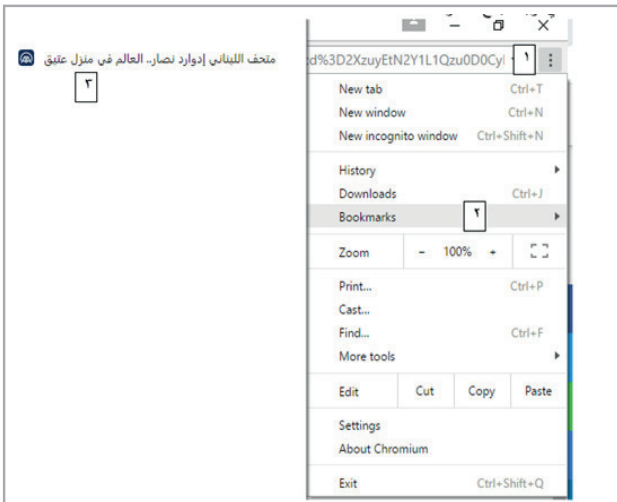 d%3D2XzuyEtN2Y1L1Qzu0D0Cyl ١
متحف اللبناني إدوارد نصار.. العالم في منزل عتيق
٣
New tab Ctrl+T
New window Ctrl+N
New incognito window Ctrl+Shift+N
History
Downloads Ctrl+J
Bookmarks ٢
Zoom - 100% +
Print... Ctrl+P
Cast...
Find... Ctrl+F
More tools
Edit Cut Copy Paste
Settings
About Chromium
Exit Ctrl+Shift+Q